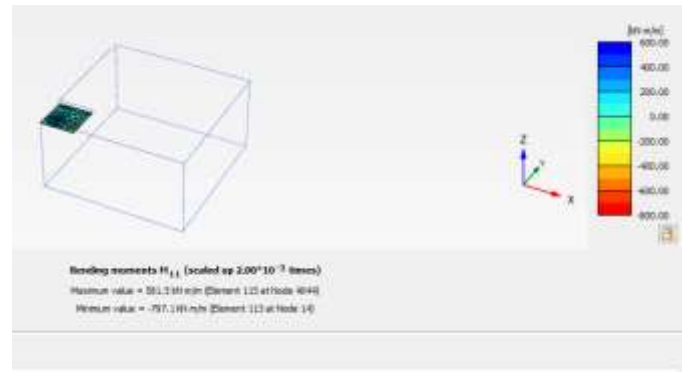 [kN m/m]
600.00
400.00
200.00
0.00
-200.00
-400.00
-600.00
-800.00
Z
Y
X
Bending moments M11 (scaled up 2.00*10-3 times)
Maximum value = 581.5 kN m/m (Element 115 at Node 4644)
Minimum value = -797.1 kN m/m (Element 113 at Node 14)